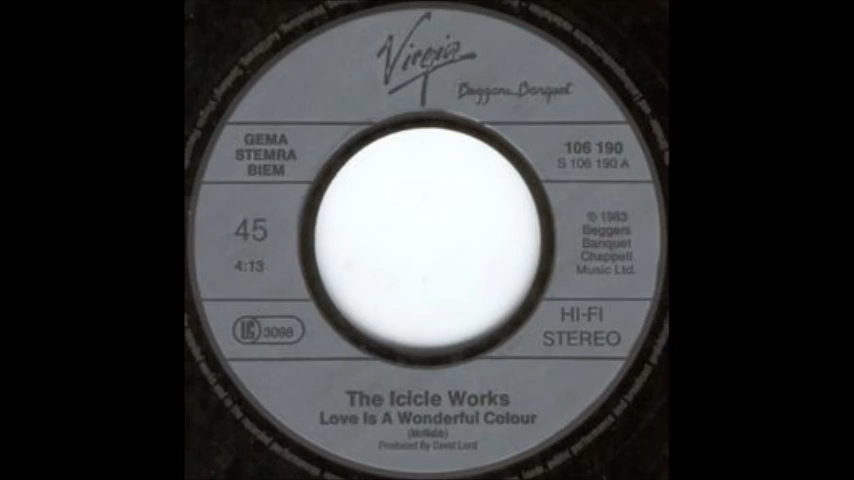 Virgin
Beggars Banquet
GEMA
STEMRA
BIEM
106 190
S 106 190 A
45
4:13
℗ 1983
Beggars
Banquet
Chappell
Music Ltd.
LC 3098
HI-FI
STEREO
The Icicle Works
Love Is A Wonderful Colour
(McNabb)
Produced By David Lord